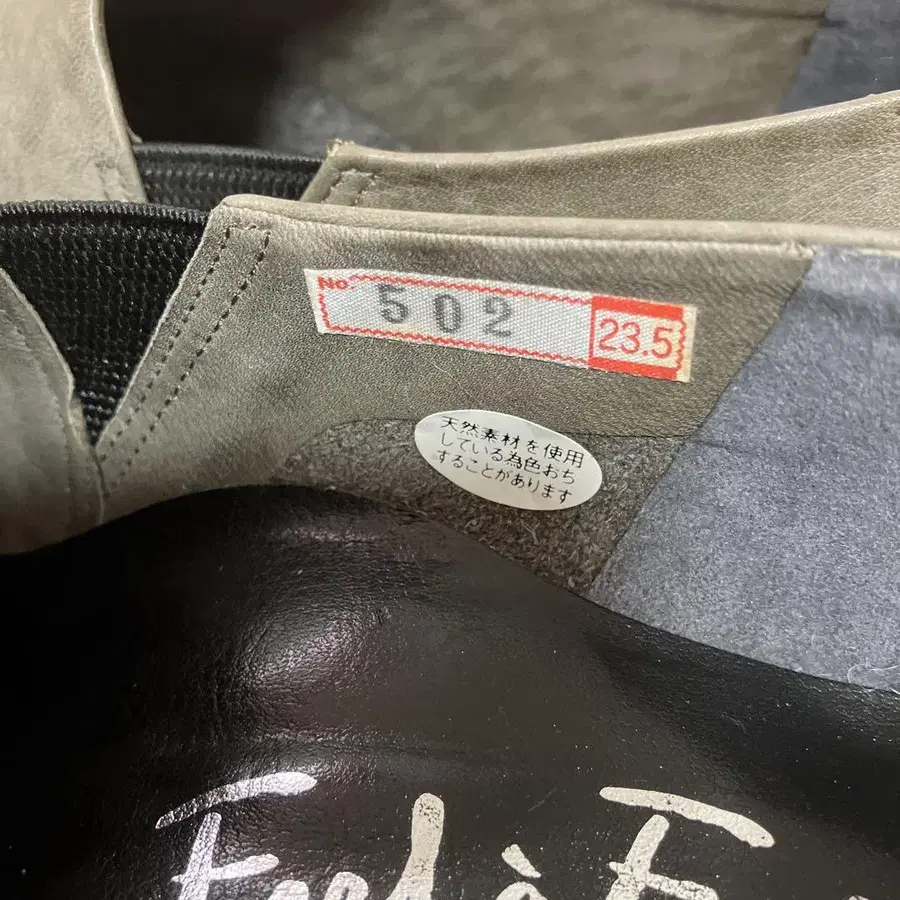 No. 502 23.5
天然素材を使用
している為色おち
することがあります